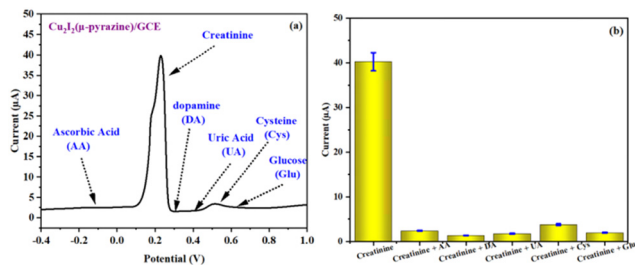 Cu₂I₂(μ-pyrazine)/GCE
(a)
Creatinine
dopamine
(DA)
Ascorbic Acid
(AA)
Uric Acid
(UA)
Cysteine
(Cys)
Glucose
(Glu)
Current (μA)
50
45
40
35
30
25
20
15
10
5
0
-5
-0.4 -0.2 0.0 0.2 0.4 0.6 0.8 1.0
Potential (V)
(b)
Current (μA)
50
40
30
20
10
0
Creatinine
Creatinine + AA
Creatinine + DA
Creatinine + UA
Creatinine + Cys
Creatinine + Glu